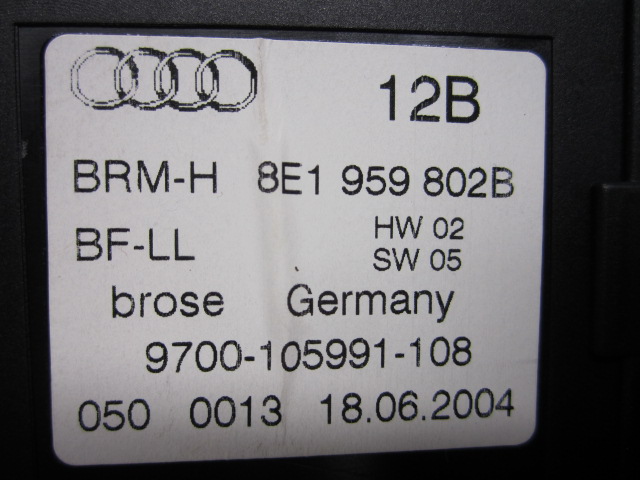 12B
BRM-H 8E1 959 802B
BF-LL HW 02
SW 05
brose Germany
9700-105991-108
050 0013 18.06.2004